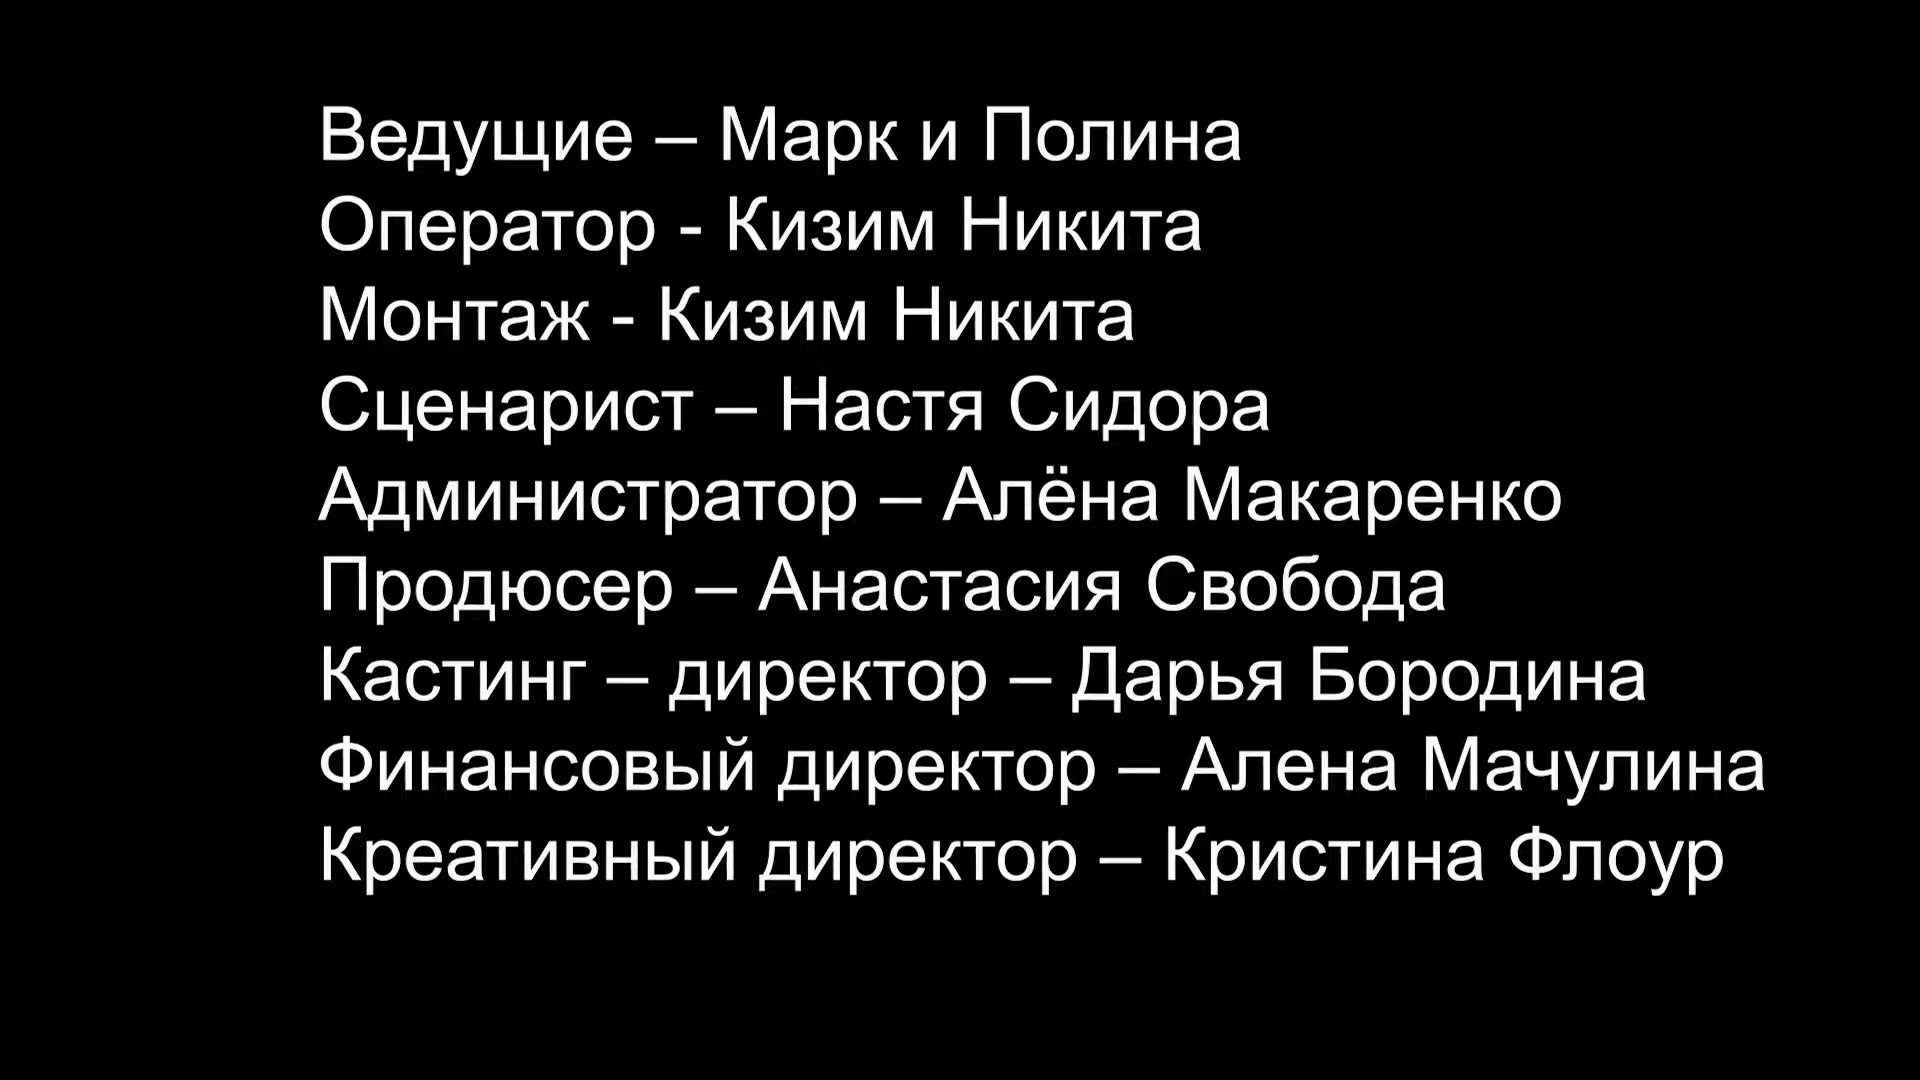 Ведущие – Марк и Полина
Оператор - Кизим Никита
Монтаж - Кизим Никита
Сценарист – Настя Сидора
Администратор – Алёна Макаренко
Продюсер – Анастасия Свобода
Кастинг – директор – Дарья Бородина
Финансовый директор – Алена Мачулина
Креативный директор – Кристина Флоур